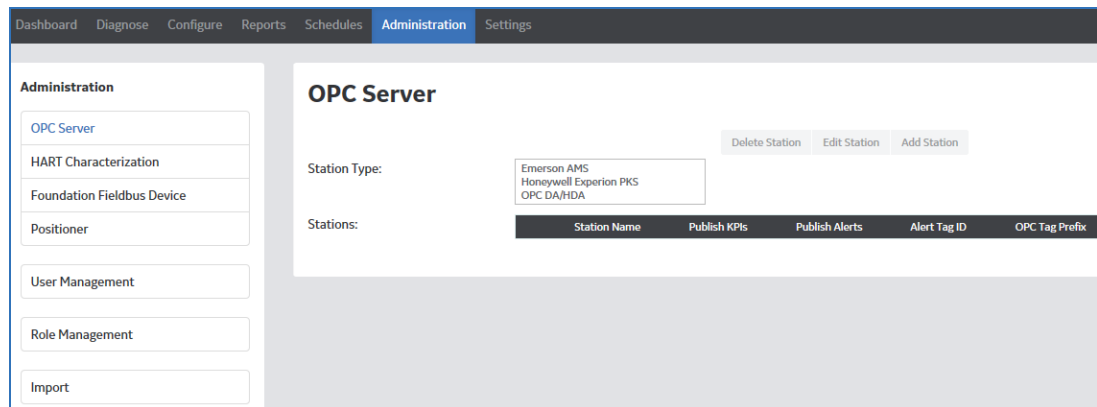 Dashboard Diagnose Configure Reports Schedules Administration Settings
Administration
OPC Server
HART Characterization
Foundation Fieldbus Device
Positioner
User Management
Role Management
Import
OPC Server
Delete Station Edit Station Add Station
Station Type:
Emerson AMS
Honeywell Experion PKS
OPC DA/HDA
Stations:
Station Name Publish KPIs Publish Alerts Alert Tag ID OPC Tag Prefix